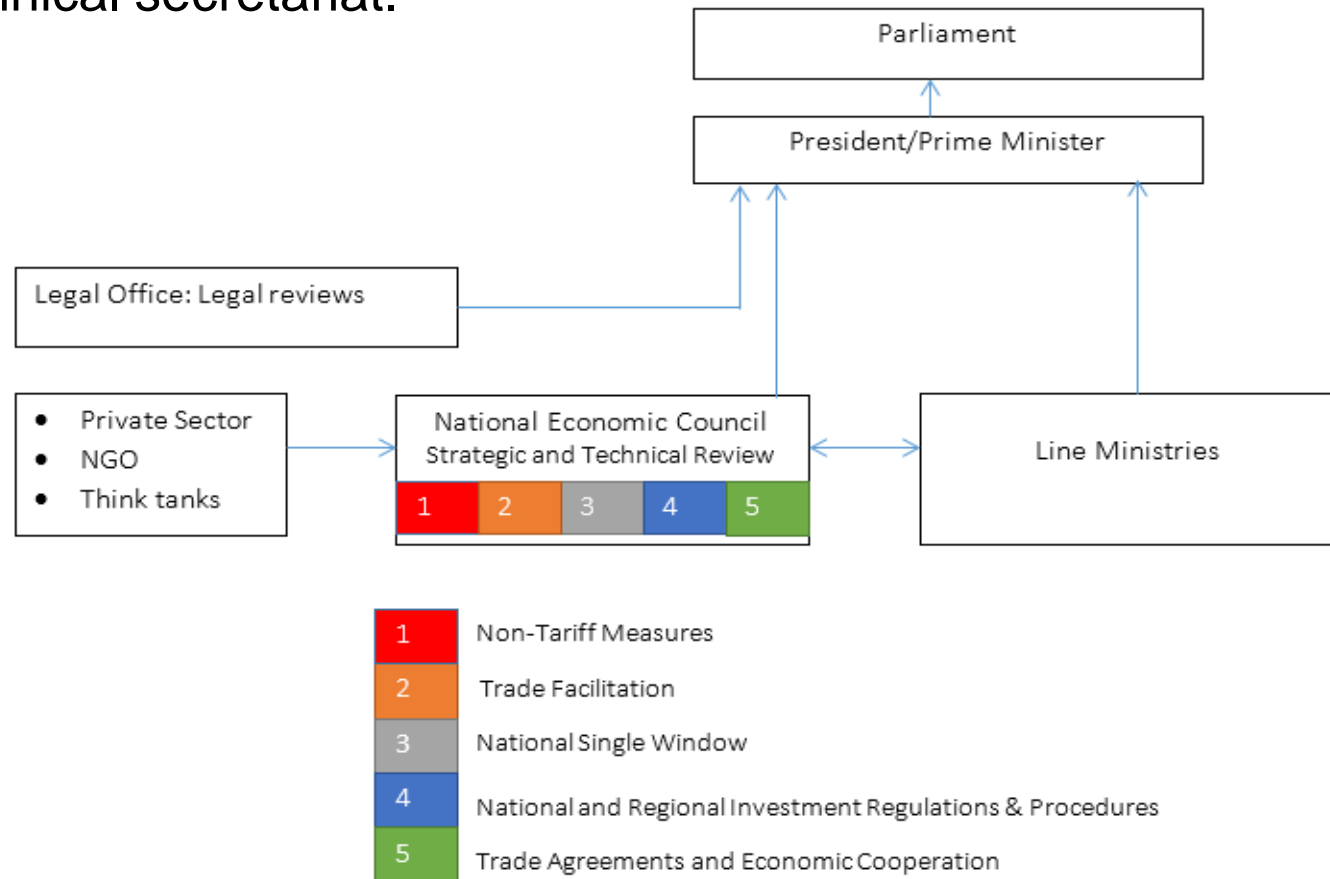 Parliament
President/Prime Minister
Legal Office: Legal reviews
• Private Sector
• NGO
• Think tanks
National Economic Council
Strategic and Technical Review
1 2 3 4 5
Line Ministries
1 Non-Tariff Measures
2 Trade Facilitation
3 National Single Window
4 National and Regional Investment Regulations & Procedures
5 Trade Agreements and Economic Cooperation